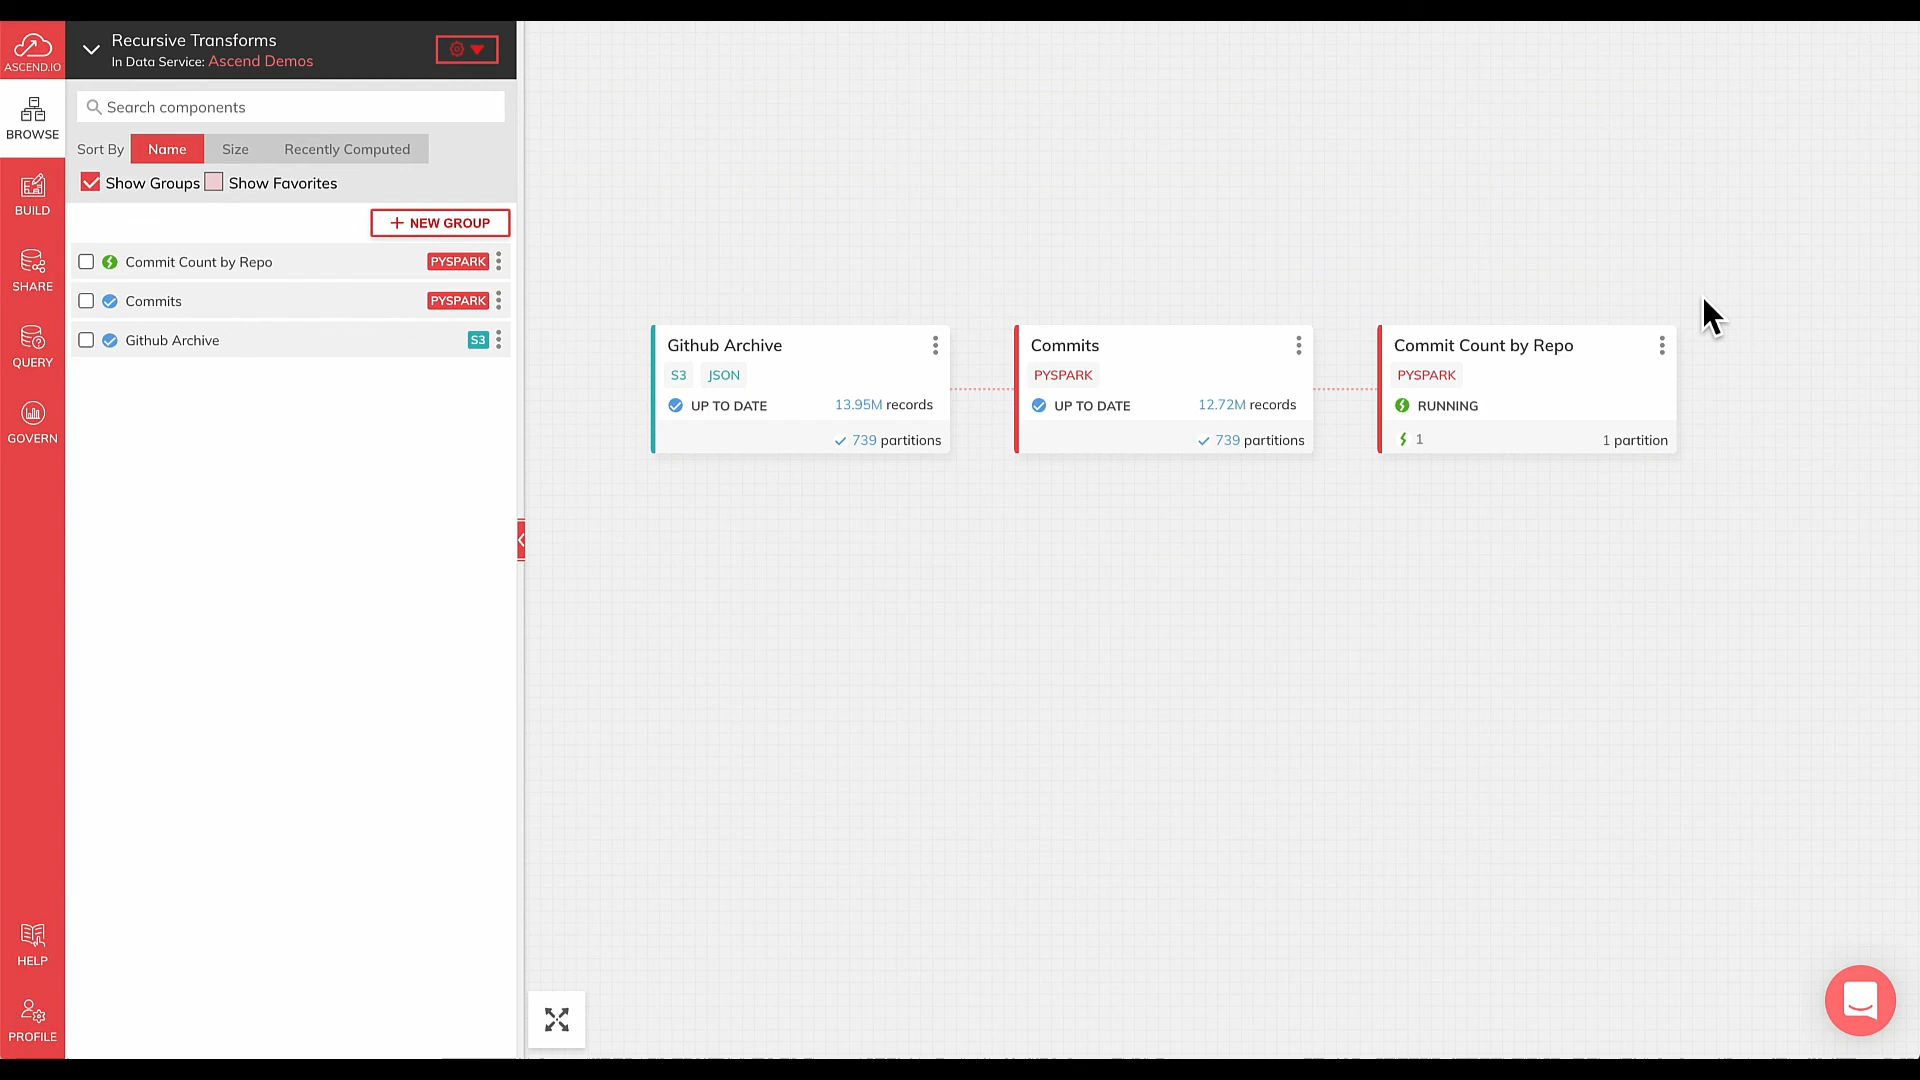 ASCEND.IO
Recursive Transforms
In Data Service: Ascend Demos
BROWSE
BUILD
SHARE
QUERY
GOVERN
HELP
PROFILE
Search components
Sort By Name Size Recently Computed
Show Groups Show Favorites
+ NEW GROUP
Commit Count by Repo PYSPARK
Commits PYSPARK
Github Archive S3
Github Archive
S3 JSON
UP TO DATE 13.95M records
739 partitions
Commits
PYSPARK
UP TO DATE 12.72M records
739 partitions
Commit Count by Repo
PYSPARK
RUNNING
1 1 partition